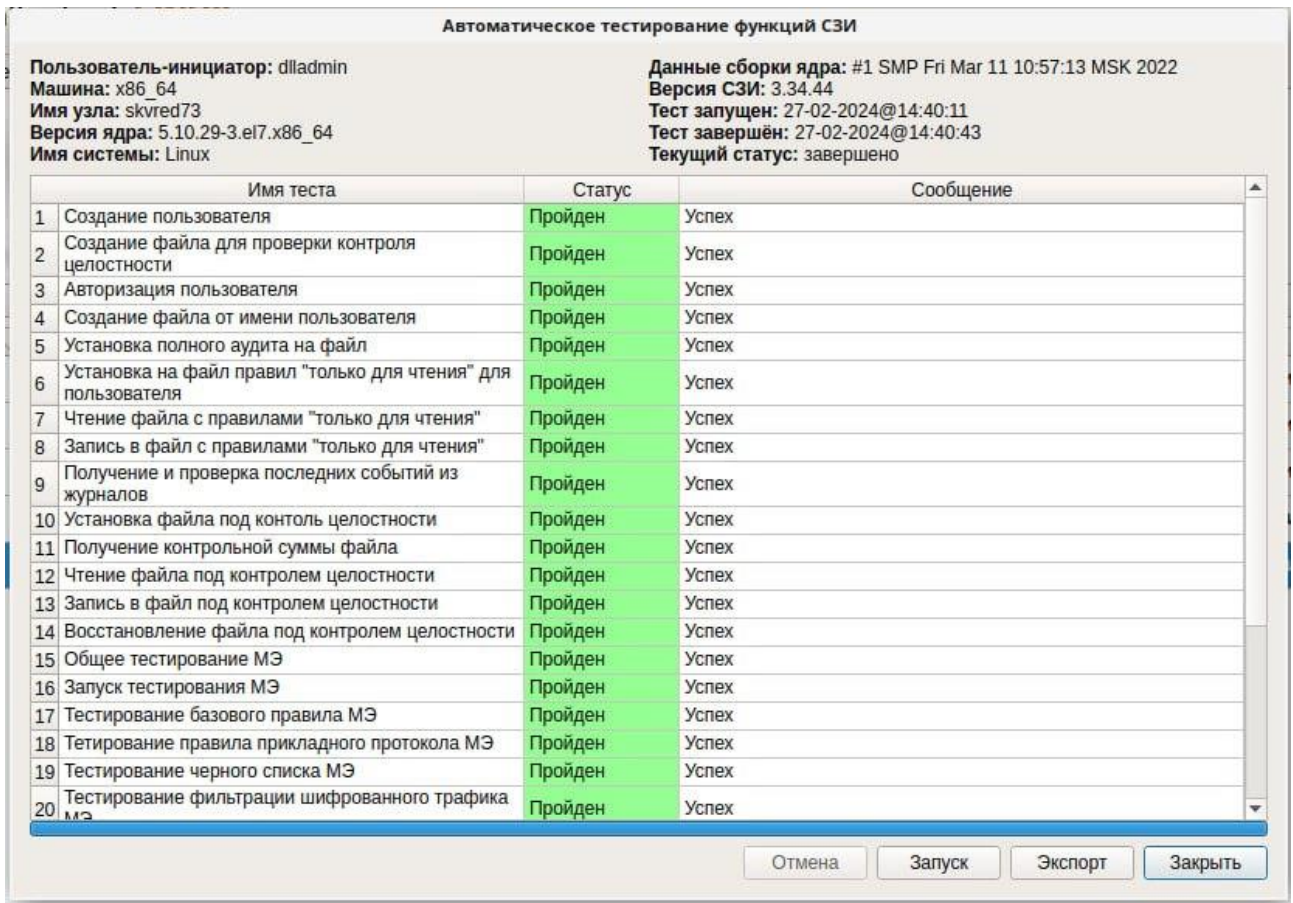 Автоматическое тестирование функций СЗИ
Пользователь-инициатор: dlladmin
Машина: x86_64
Имя узла: skvred73
Версия ядра: 5.10.29-3.el7.x86_64
Имя системы: Linux
Данные сборки ядра: #1 SMP Fri Mar 11 10:57:13 MSK 2022
Версия СЗИ: 3.34.44
Тест запущен: 27-02-2024@14:40:11
Тест завершён: 27-02-2024@14:40:43
Текущий статус: завершено
Имя теста Статус Сообщение
1 Создание пользователя Пройден Успех
2 Создание файла для проверки контроля
целостности Пройден Успех
3 Авторизация пользователя Пройден Успех
4 Создание файла от имени пользователя Пройден Успех
5 Установка полного аудита на файл Пройден Успех
6 Установка на файл правил "только для чтения" для
пользователя Пройден Успех
7 Чтение файла с правилами "только для чтения" Пройден Успех
8 Запись в файл с правилами "только для чтения" Пройден Успех
9 Получение и проверка последних событий из
журналов Пройден Успех
10 Установка файла под контоль целостности Пройден Успех
11 Получение контрольной суммы файла Пройден Успех
12 Чтение файла под контролем целостности Пройден Успех
13 Запись в файл под контролем целостности Пройден Успех
14 Восстановление файла под контролем целостности Пройден Успех
15 Общее тестирование МЭ Пройден Успех
16 Запуск тестирования МЭ Пройден Успех
17 Тестирование базового правила МЭ Пройден Успех
18 Тетирование правила прикладного протокола МЭ Пройден Успех
19 Тестирование черного списка МЭ Пройден Успех
20 Тестирование фильтрации шифрованного трафика
МЭ Пройден Успех
Отмена Запуск Экспорт Закрыть